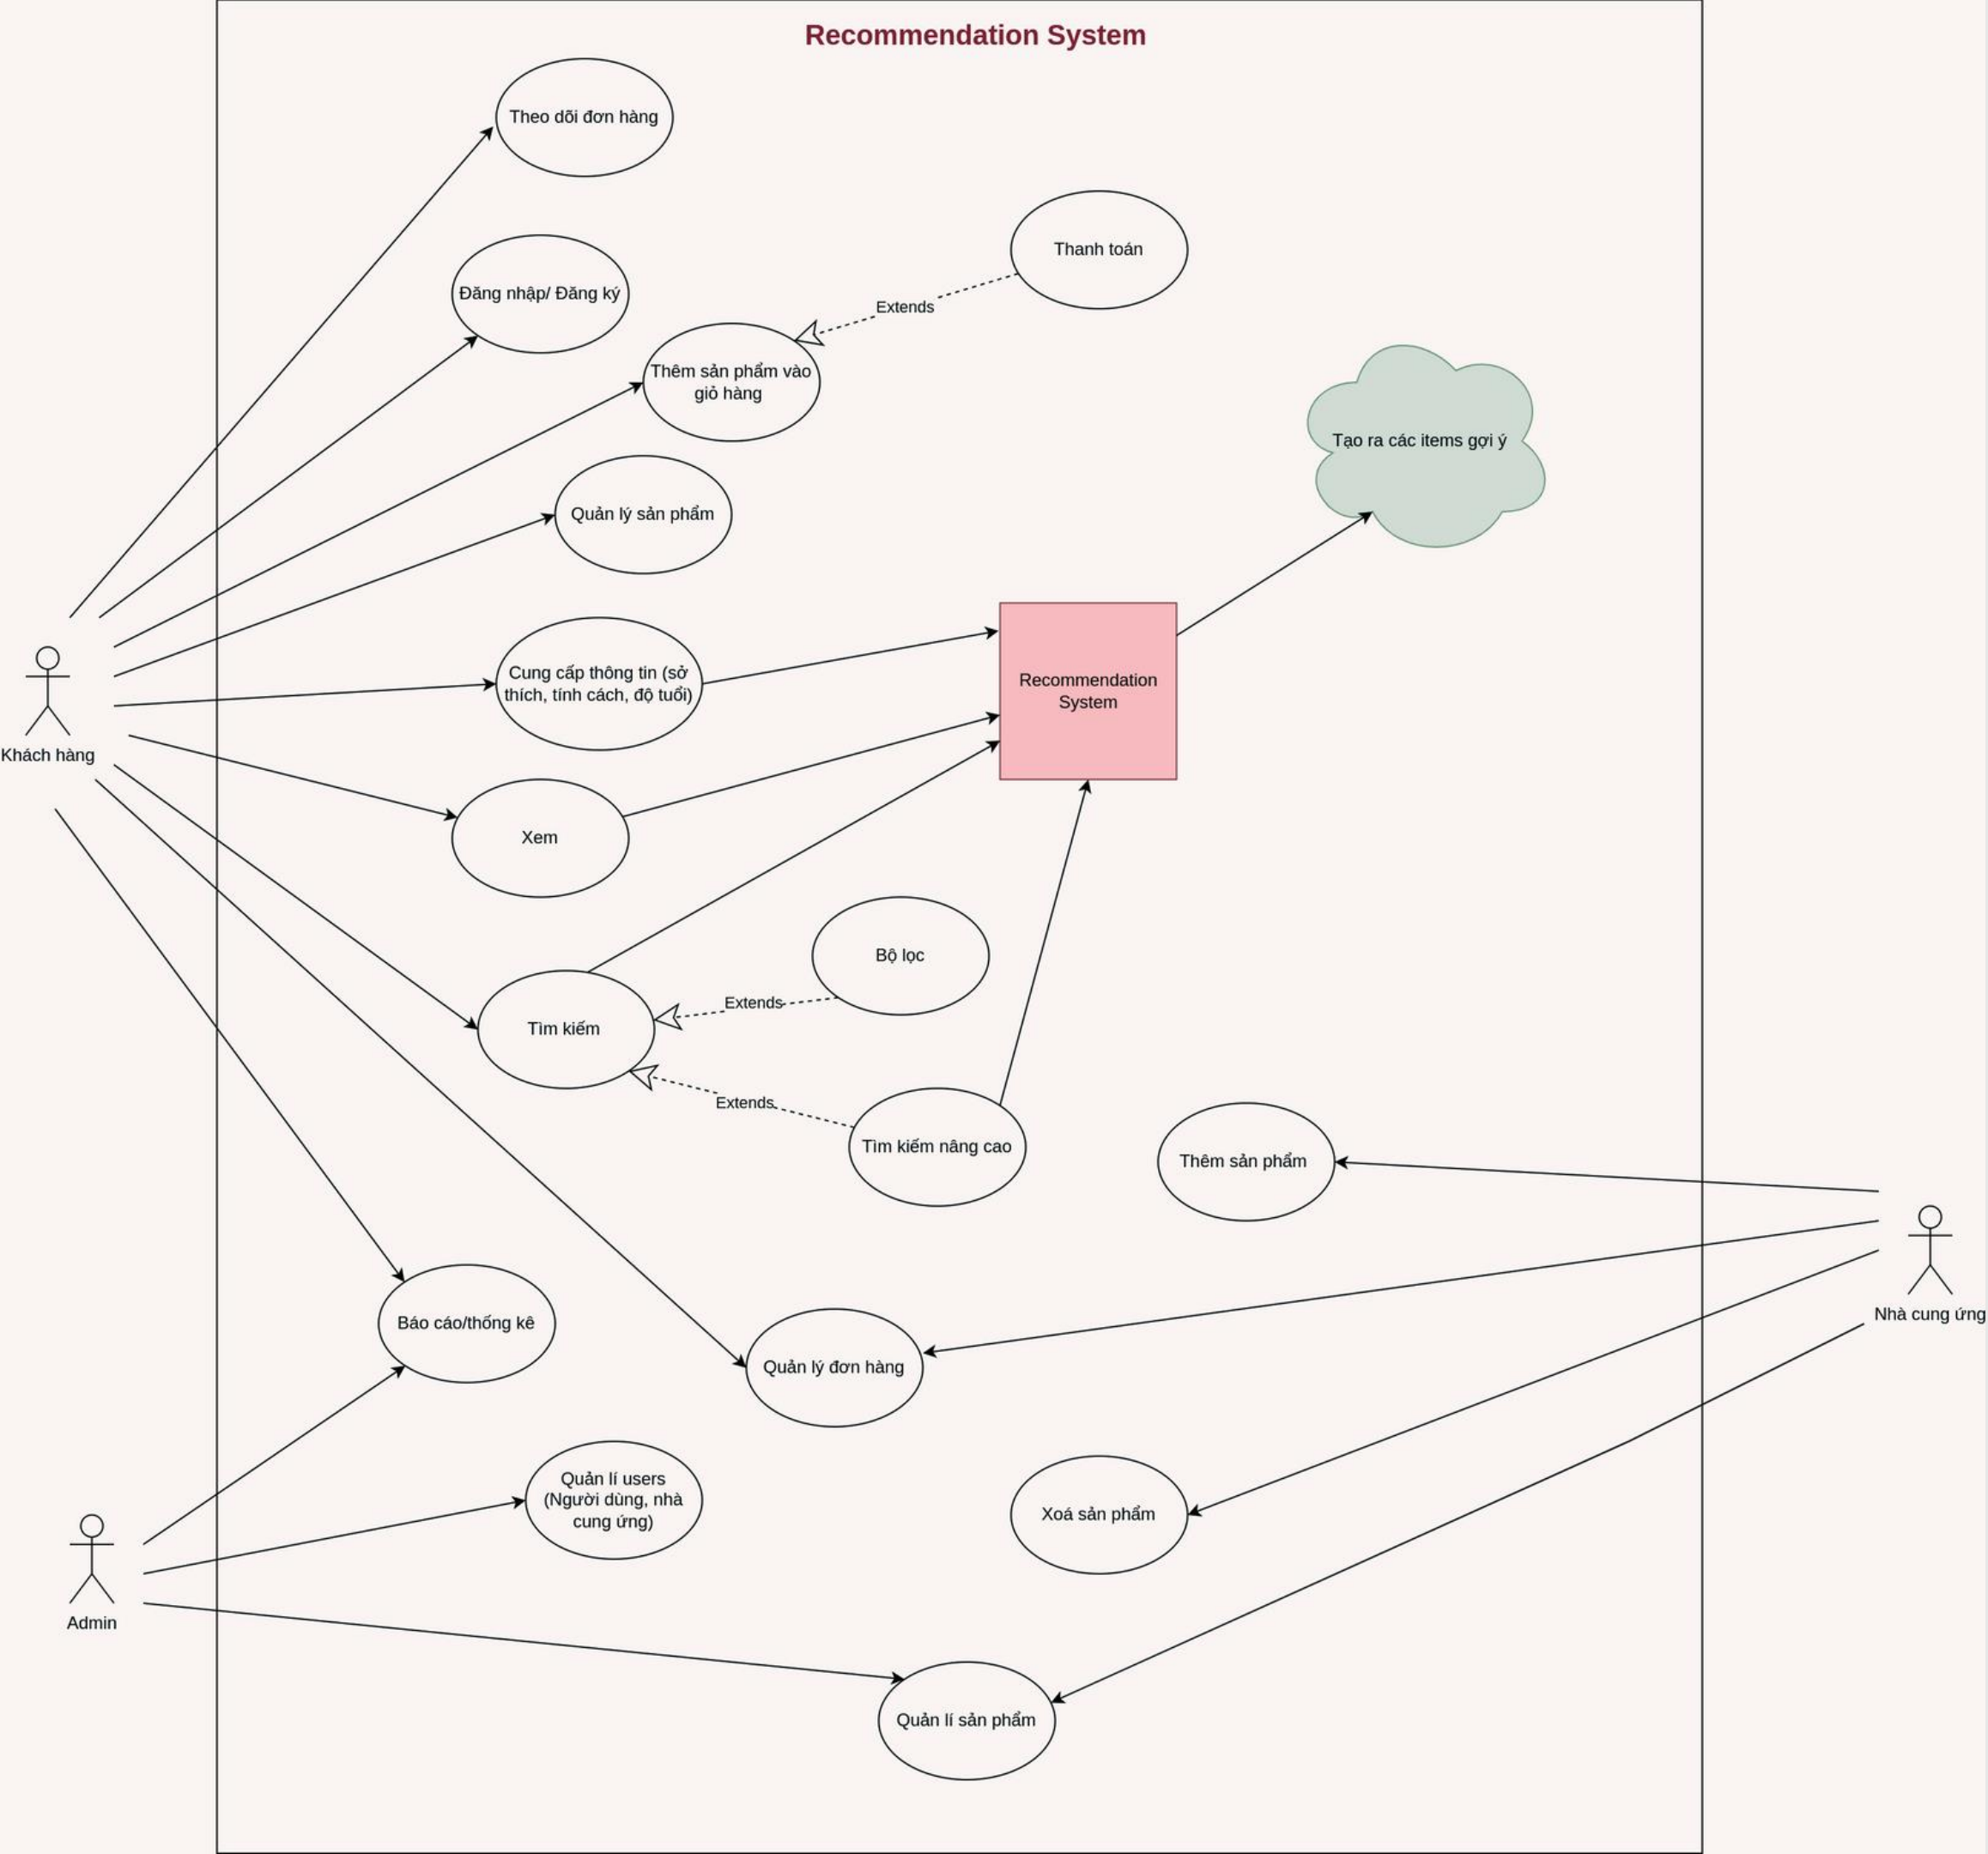 Recommendation System
Theo dõi đơn hàng
Thanh toán
Đăng nhập/ Đăng ký
Extends
Thêm sản phẩm vào
giỏ hàng
Tạo ra các items gợi ý
Quản lý sản phẩm
Cung cấp thông tin (sở
thích, tính cách, độ tuổi)
Recommendation
System
Khách hàng
Xem
Bộ lọc
Extends
Tìm kiếm
Extends
Tìm kiếm nâng cao
Thêm sản phẩm
Nhà cung ứng
Báo cáo/thống kê
Quản lý đơn hàng
Quản lí users
(Người dùng, nhà
cung ứng)
Xoá sản phẩm
Admin
Quản lí sản phẩm